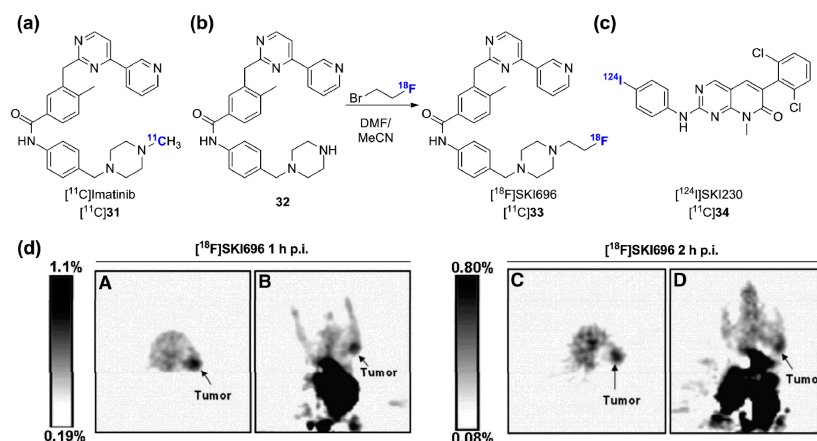 (a)
(b)
(c)
N
N
N
O
HN
N
N
¹¹CH₃
[¹¹C]Imatinib
[¹¹C]31
N
N
N
O
HN
N
NH
32
Br
¹⁸F
DMF/
MeCN
N
N
N
O
HN
N
N
¹⁸F
[¹⁸F]SKI696
[¹¹C]33
¹²⁴I
N
H
N
N
N
O
Cl
Cl
[¹²⁴I]SKI230
[¹¹C]34
(d)
[¹⁸F]SKI696 1 h p.i.
[¹⁸F]SKI696 2 h p.i.
1.1%
0.19%
A
Tumor
B
Tumor
0.80%
0.08%
C
Tumor
D
Tumo